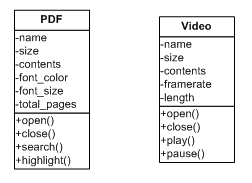 PDF
-name
-size
-contents
-font_color
-font_size
-total_pages
+open()
+close()
+search()
+highlight()
Video
-name
-size
-contents
-framerate
-length
+open()
+close()
+play()
+pause()